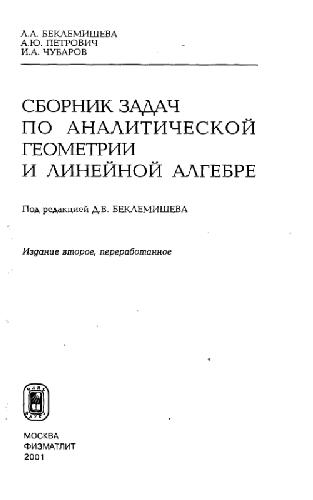 Л.А. БЕКЛЕМИШЕВА
А.Ю. ПЕТРОВИЧ
И.А. ЧУБАРОВ
СБОРНИК ЗАДАЧ
ПО АНАЛИТИЧЕСКОЙ
ГЕОМЕТРИИ
И ЛИНЕЙНОЙ АЛГЕБРЕ
Под редакцией Д.В. БЕКЛЕМИШЕВА
Издание второе, переработанное
МОСКВА
ФИЗМАТЛИТ
2001